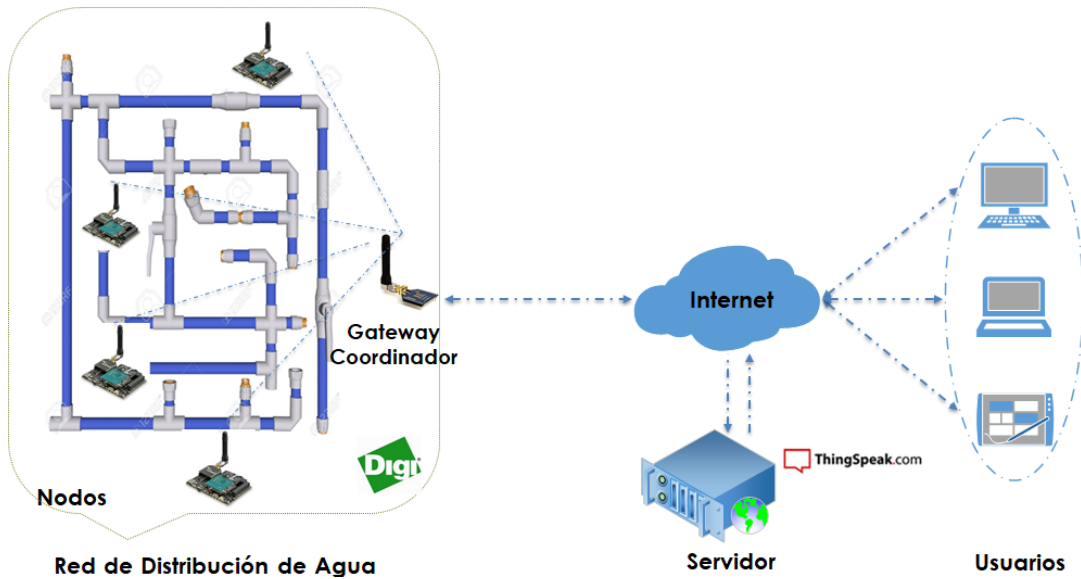 Internet
Gateway
Coordinador
Digi
ThingSpeak.com
Nodos
Red de Distribución de Agua
Servidor
Usuarios